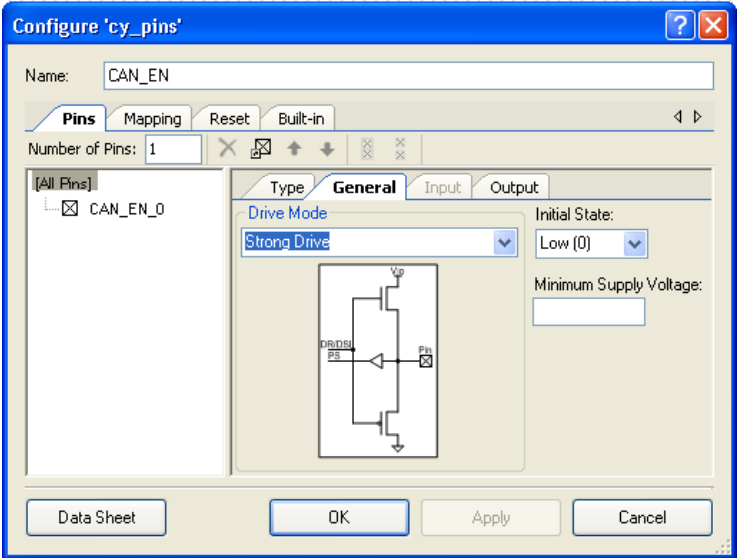 Configure 'cy_pins'
Name: CAN_EN
Pins Mapping Reset Built-in
Number of Pins: 1
[All Pins]
CAN_EN_0
Type General Input Output
Drive Mode
Strong Drive
Initial State:
Low (0)
Minimum Supply Voltage:
Vio
DR/DSI
PS
Pin
Data Sheet OK Apply Cancel